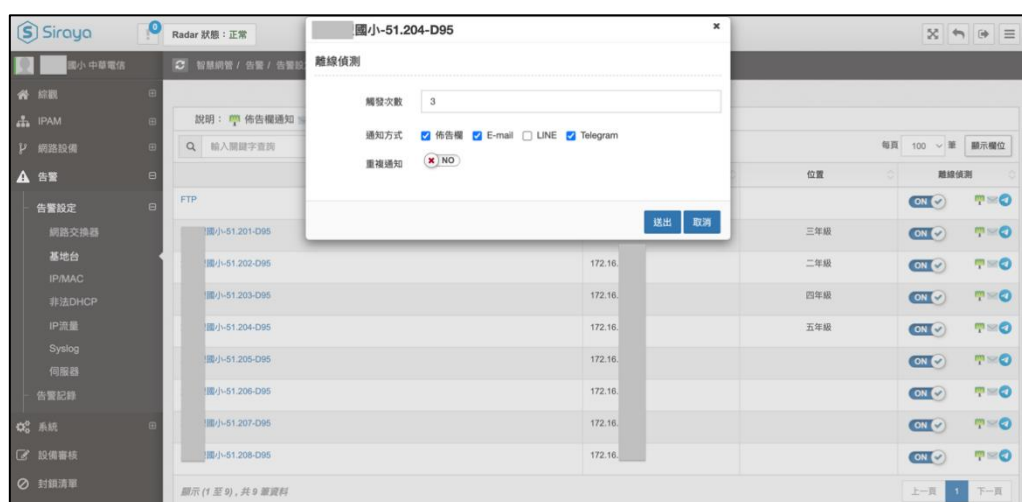 Siraya
0
Radar 狀態：正常
國小-51.204-D95
×
國小 中華電信
智慧網管 / 告警 / 告警設
離線偵測
綜觀
觸發次數 3
IPAM
說明： 佈告欄通知
通知方式 佈告欄 E-mail LINE Telegram
網路設備
輸入關鍵字查詢
重複通知 NO
每頁 100 筆 顯示欄位
告警
位置 離線偵測
告警設定
FTP ON
送出 取消
網路交換器
國小-51.201-D95 三年級 ON
基地台
國小-51.202-D95 172.16. 二年級 ON
IP/MAC
非法DHCP
國小-51.203-D95 172.16. 四年級 ON
IP流量
國小-51.204-D95 172.16. 五年級 ON
Syslog
國小-51.205-D95 172.16. ON
伺服器
告警記錄
國小-51.206-D95 172.16. ON
系統
國小-51.207-D95 172.16. ON
設備審核
國小-51.208-D95 172.16. ON
封鎖清單
顯示 (1 至 9) , 共 9 筆資料
上一頁 1 下一頁